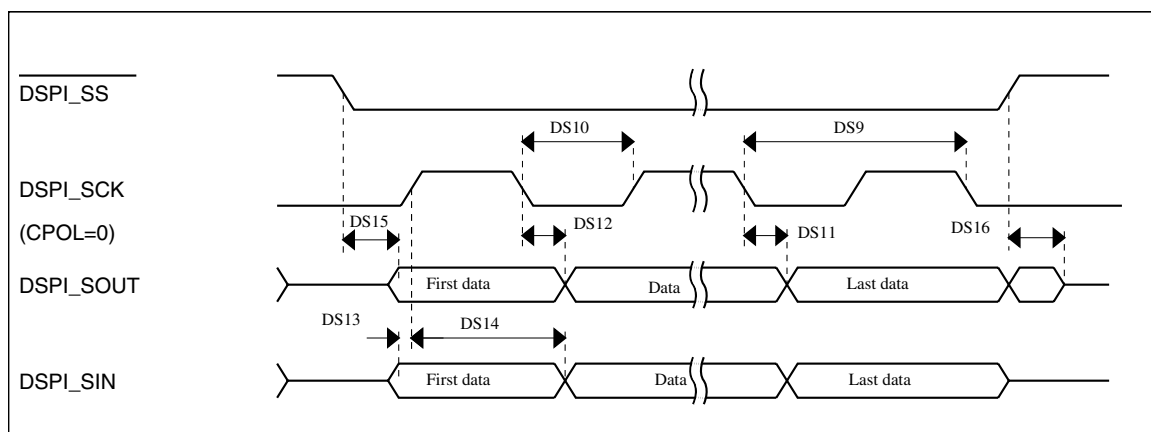 DSPI_SS
DS10
DS9
DSPI_SCK
(CPOL=0)
DS15
DS12
DS11
DS16
DSPI_SOUT
First data
Data
Last data
DS13
DS14
DSPI_SIN
First data
Data
Last data